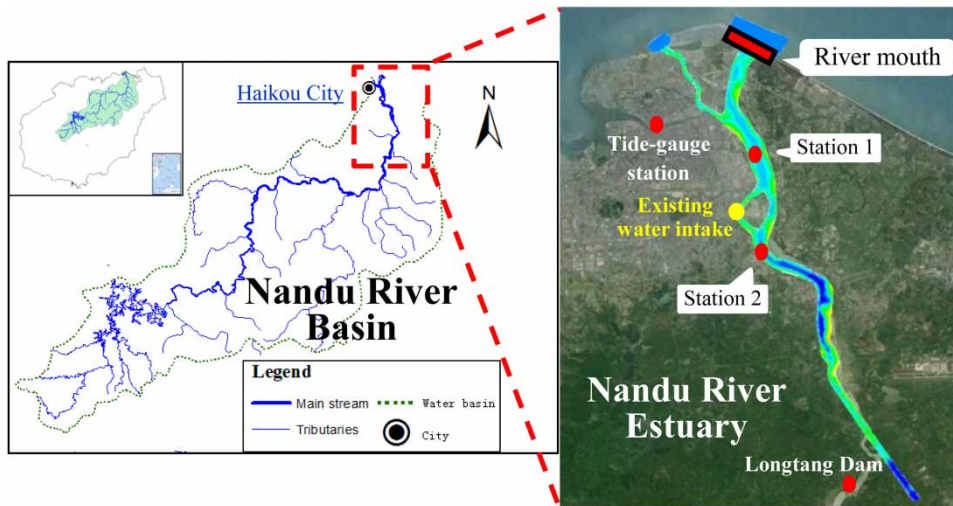 Haikou City
N
Nandu River
Basin
Legend
Main stream
Water basin
Tributaries
City
River mouth
Tide-gauge
station
Station 1
Existing
water intake
Station 2
Nandu River
Estuary
Longtang Dam